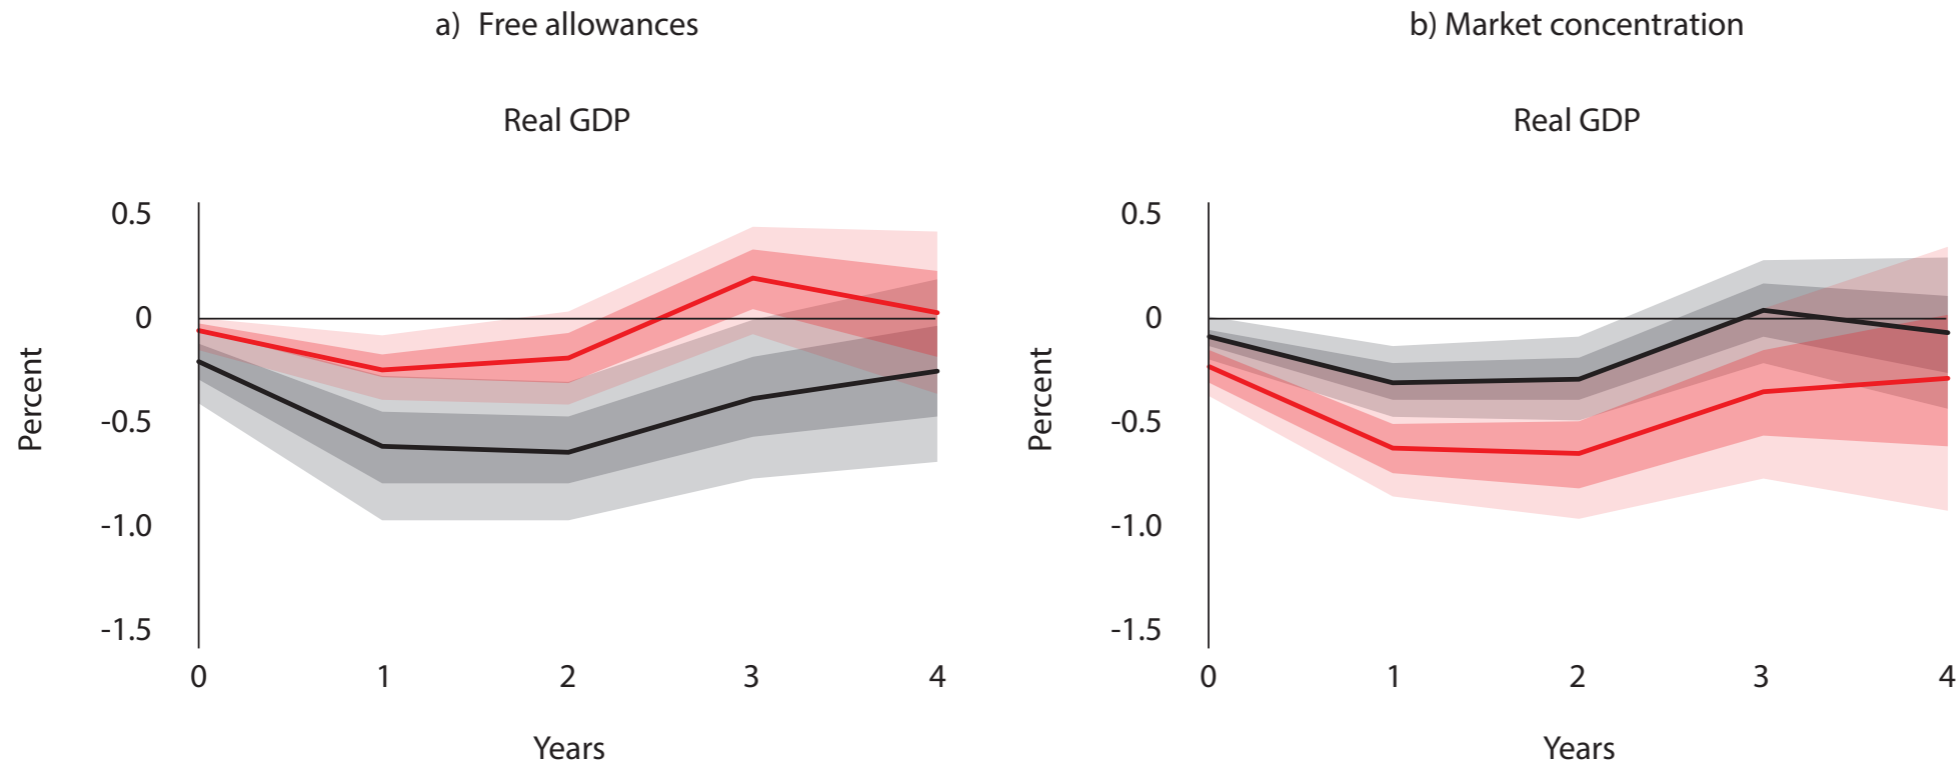 a) Free allowances
Real GDP
Percent
0.5
0
-0.5
-1.0
-1.5
0 1 2 3 4
Years
b) Market concentration
Real GDP
Percent
0.5
0
-0.5
-1.0
-1.5
0 1 2 3 4
Years